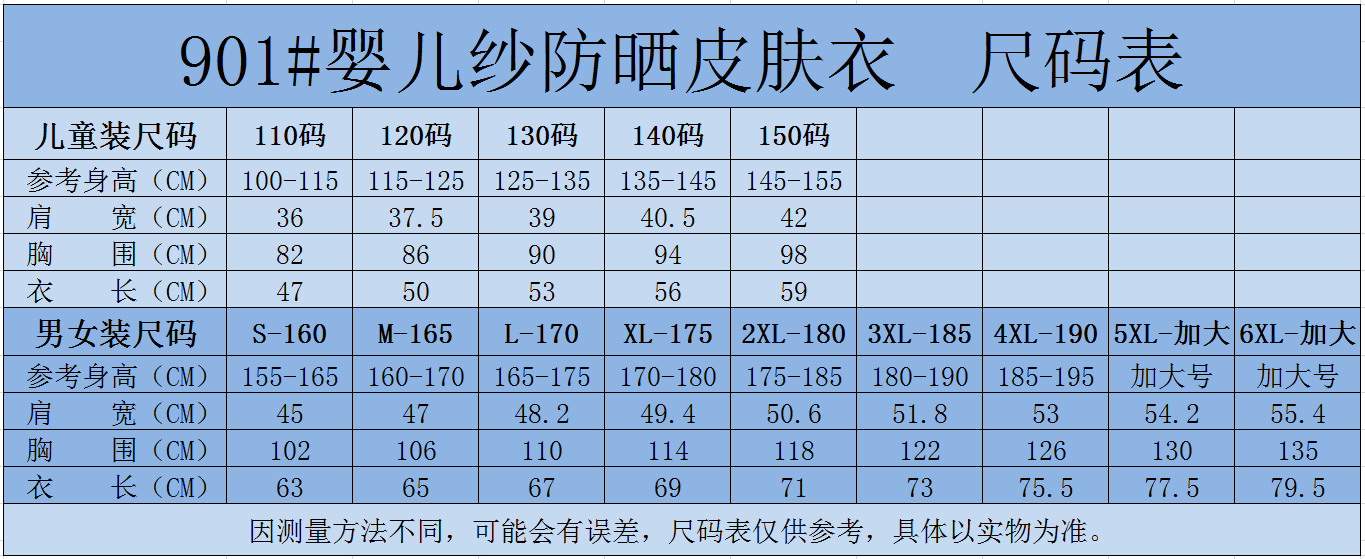 901#婴儿纱防晒皮肤衣 尺码表
儿童装尺码 110码 120码 130码 140码 150码
参考身高（CM） 100-115 115-125 125-135 135-145 145-155
肩 宽（CM） 36 37.5 39 40.5 42
胸 围（CM） 82 86 90 94 98
衣 长（CM） 47 50 53 56 59
男女装尺码 S-160 M-165 L-170 XL-175 2XL-180 3XL-185 4XL-190 5XL-加大 6XL-加大
参考身高（CM） 155-165 160-170 165-175 170-180 175-185 180-190 185-195 加大号 加大号
肩 宽（CM） 45 47 48.2 49.4 50.6 51.8 53 54.2 55.4
胸 围（CM） 102 106 110 114 118 122 126 130 135
衣 长（CM） 63 65 67 69 71 73 75.5 77.5 79.5
因测量方法不同，可能会有误差，尺码表仅供参考，具体以实物为准。